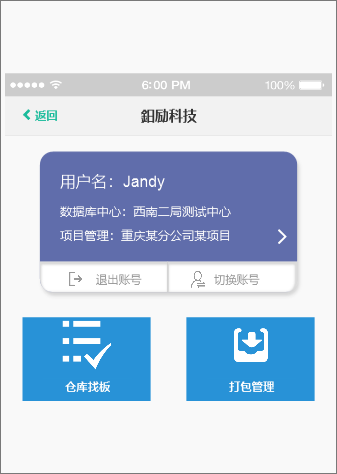 6:00 PM
100%
返回
鈤励科技
用户名：Jandy
数据库中心：西南二局测试中心
项目管理：重庆某分公司某项目
退出账号
切换账号
仓库找板
打包管理